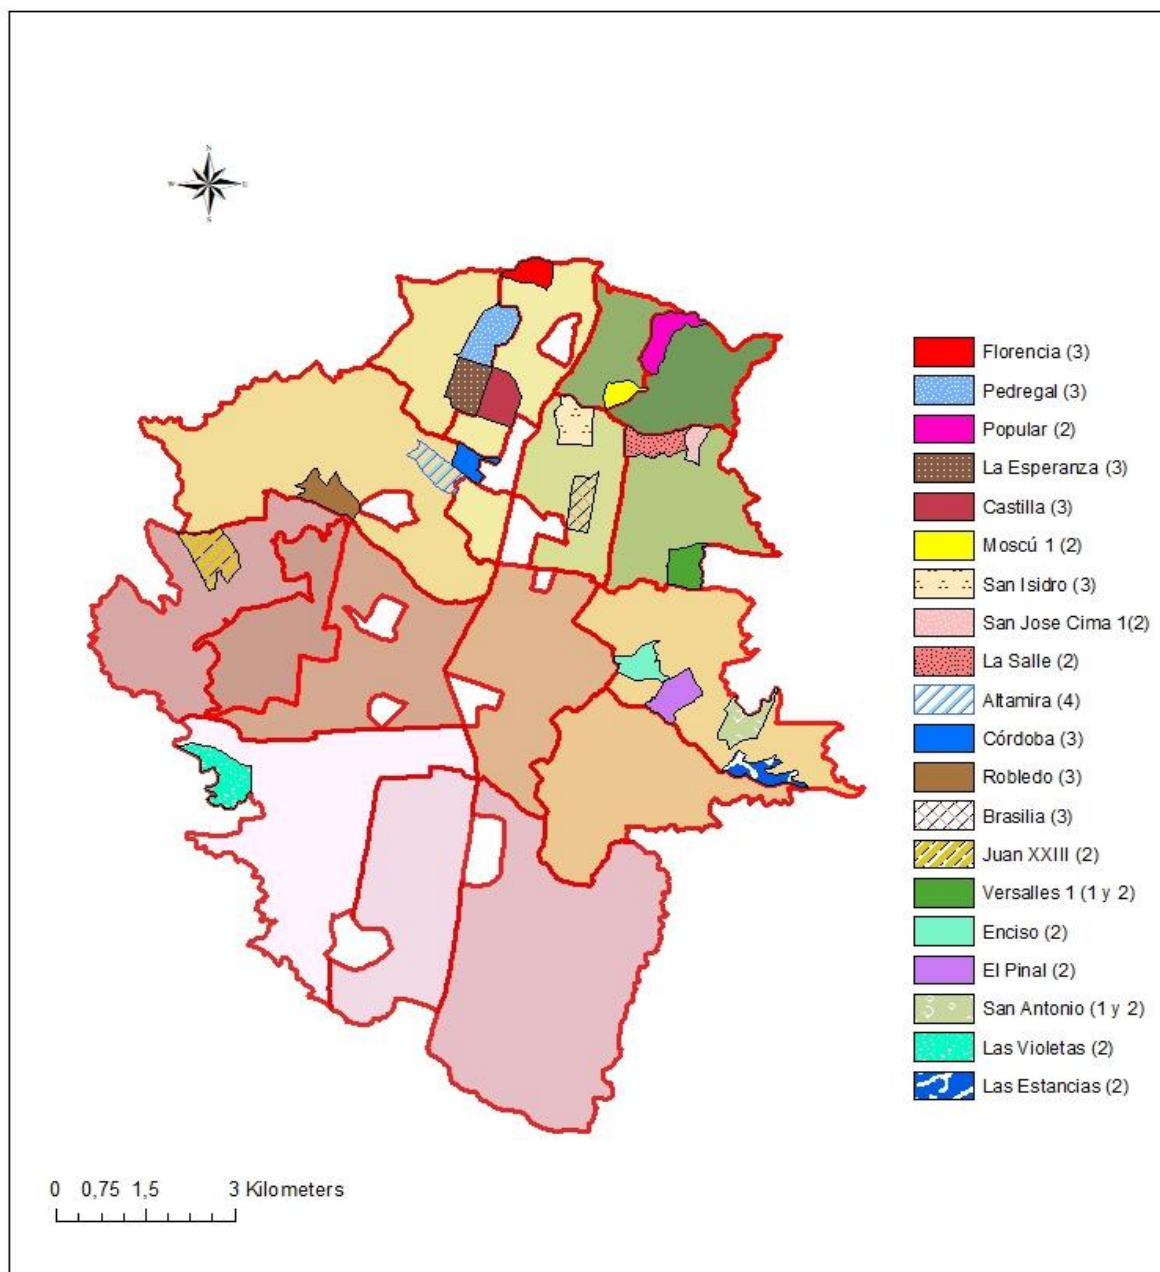 N
W
E
S
Florencia (3)
Pedregal (3)
Popular (2)
La Esperanza (3)
Castilla (3)
Moscú 1 (2)
San Isidro (3)
San Jose Cima 1(2)
La Salle (2)
Altamira (4)
Córdoba (3)
Robledo (3)
Brasilia (3)
Juan XXIII (2)
Versalles 1 (1 y 2)
Enciso (2)
El Pinal (2)
San Antonio (1 y 2)
Las Violetas (2)
Las Estancias (2)
0 0,75 1,5 3 Kilometers